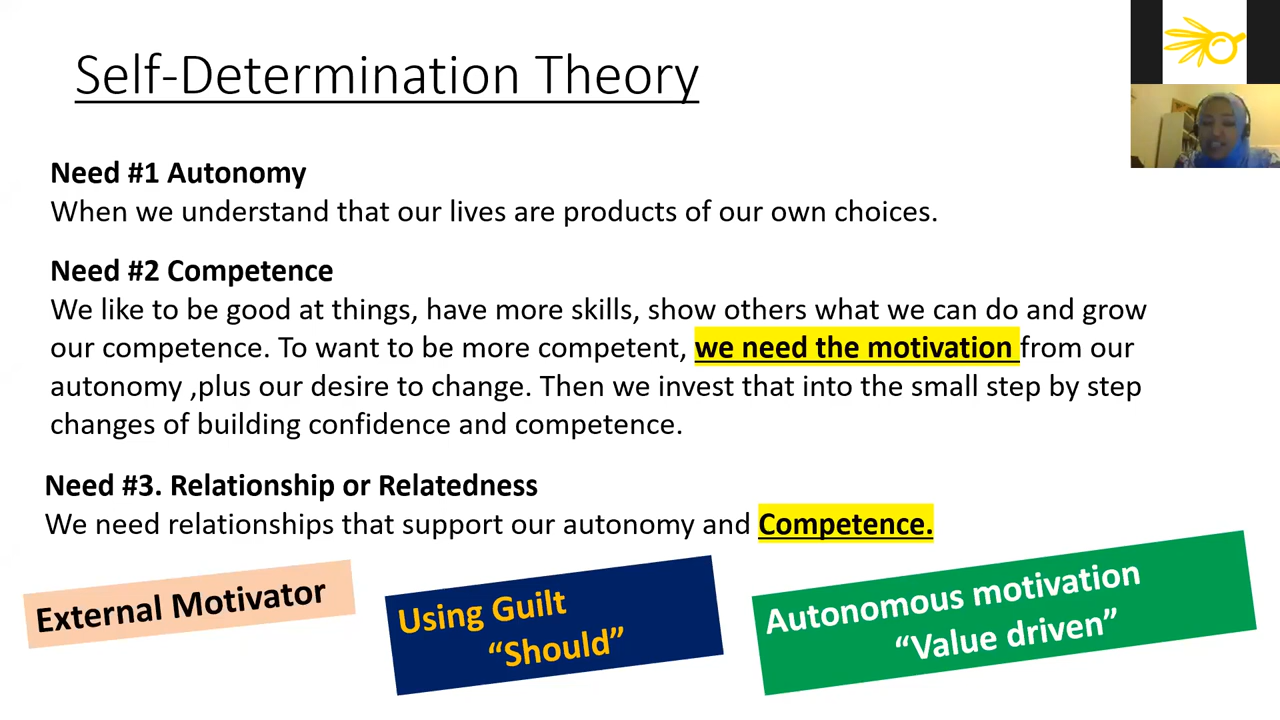 Self-Determination Theory
Need #1 Autonomy
When we understand that our lives are products of our own choices.
Need #2 Competence
We like to be good at things, have more skills, show others what we can do and grow
our competence. To want to be more competent, we need the motivation from our
autonomy ,plus our desire to change. Then we invest that into the small step by step
changes of building confidence and competence.
Need #3. Relationship or Relatedness
We need relationships that support our autonomy and Competence.
External Motivator
Using Guilt
“Should”
Autonomous motivation
“Value driven”